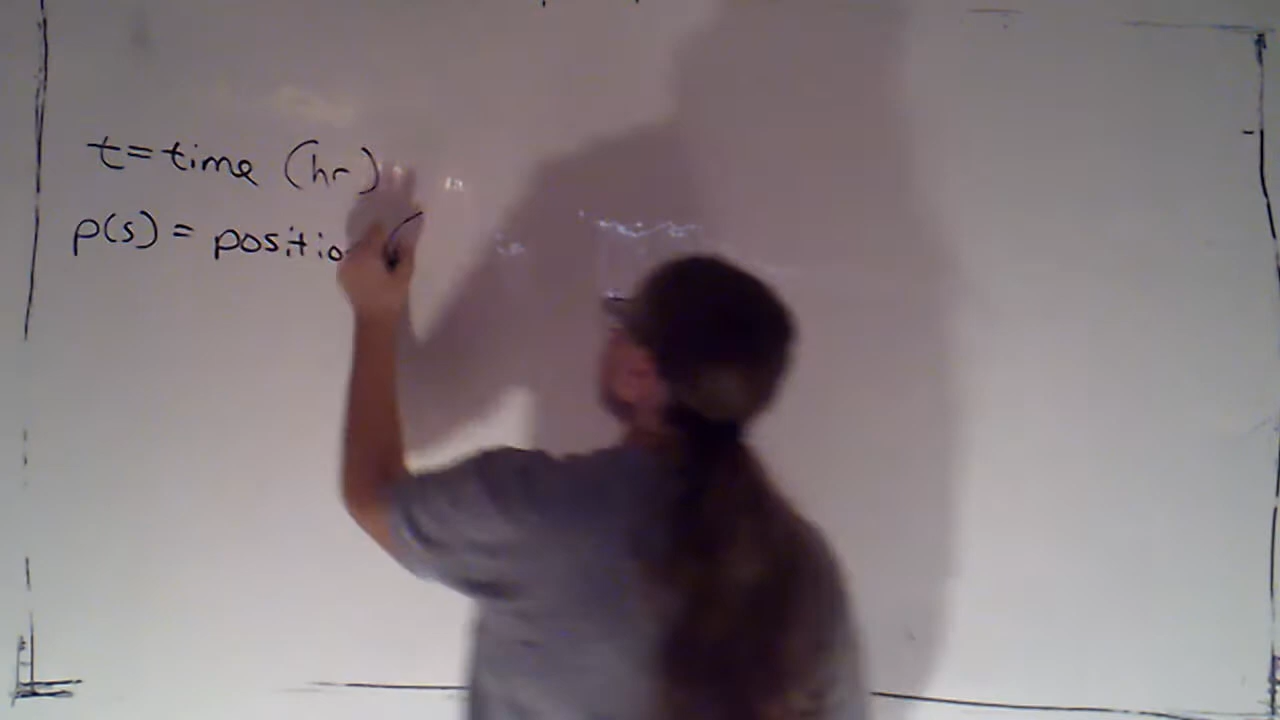 t=time (hr)
p(s) = positio